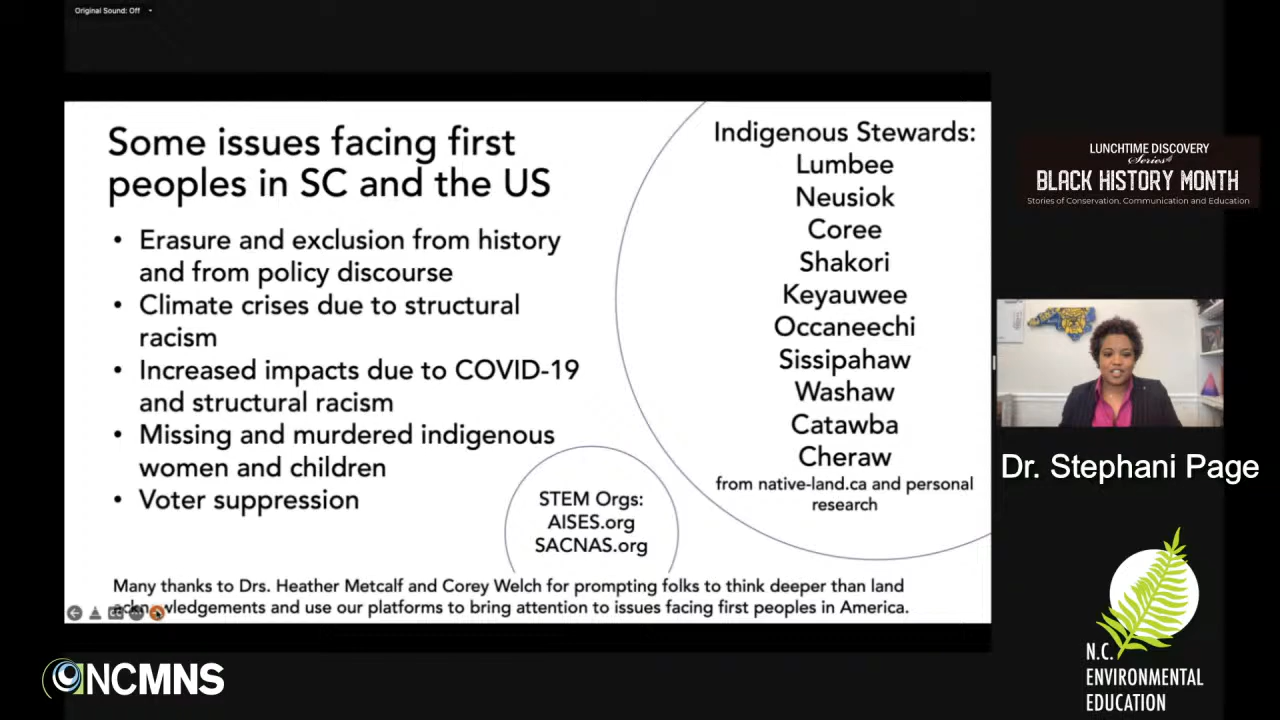 Original Sound: Off
Some issues facing first
peoples in SC and the US
• Erasure and exclusion from history
and from policy discourse
• Climate crises due to structural
racism
• Increased impacts due to COVID-19
and structural racism
• Missing and murdered indigenous
women and children
• Voter suppression
STEM Orgs:
AISES.org
SACNAS.org
Indigenous Stewards:
Lumbee
Neusiok
Coree
Shakori
Keyauwee
Occaneechi
Sissipahaw
Washaw
Catawba
Cheraw
from native-land.ca and personal
research
Many thanks to Drs. Heather Metcalf and Corey Welch for prompting folks to think deeper than land
acknowledgements and use our platforms to bring attention to issues facing first peoples in America.
LUNCHTIME DISCOVERY
Series
BLACK HISTORY MONTH
Stories of Conservation, Communication and Education
Dr. Stephani Page
NCMNS
N.C.
ENVIRONMENTAL
EDUCATION